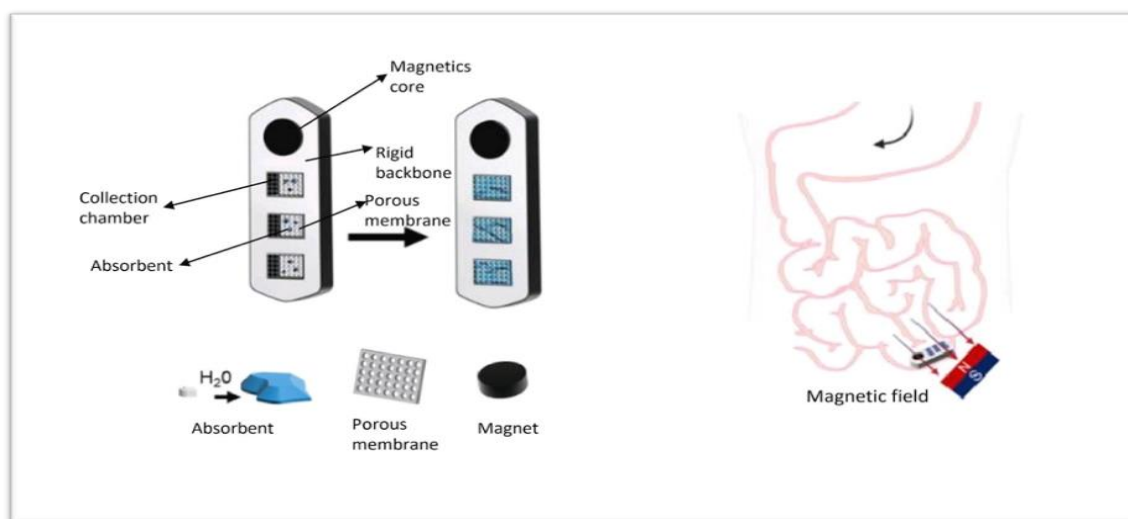 Magnetics
core
Rigid
backbone
Collection
chamber
Porous
membrane
Absorbent
H₂0
Absorbent
Porous
membrane
Magnet
N
S
Magnetic field